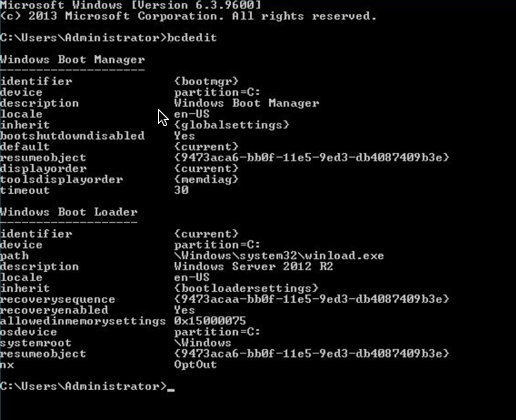 Microsoft Windows [Version 6.3.9600]
(c) 2013 Microsoft Corporation. All rights reserved.
C:\Users\Administrator>bcdedit
Windows Boot Manager
--------------------
identifier {bootmgr}
device partition=C:
description Windows Boot Manager
locale en-US
inherit {globalsettings}
bootshutdowndisabled Yes
default {current}
resumeobject {9473aca6-bb0f-11e5-9ed3-db4087409b3e}
displayorder {current}
toolsdisplayorder {memdiag}
timeout 30
Windows Boot Loader
-------------------
identifier {current}
device partition=C:
path \Windows\system32\winload.exe
description Windows Server 2012 R2
locale en-US
inherit {bootloadersettings}
recoverysequence {9473acaa-bb0f-11e5-9ed3-db4087409b3e}
recoveryenabled Yes
allowedinmemorysettings 0x15000075
osdevice partition=C:
systemroot \Windows
resumeobject {9473aca6-bb0f-11e5-9ed3-db4087409b3e}
nx OptOut
C:\Users\Administrator>_